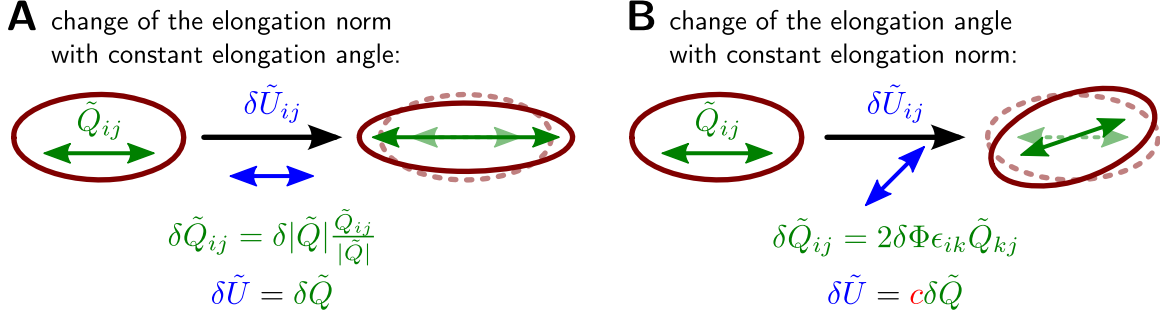 A change of the elongation norm
with constant elongation angle:
Q̃ᵢⱼ
δŨᵢⱼ
δQ̃ᵢⱼ = δ|Q̃| Q̃ᵢⱼ/|Q̃|
δŨ = δQ̃
B change of the elongation angle
with constant elongation norm:
Q̃ᵢⱼ
δŨᵢⱼ
δQ̃ᵢⱼ = 2δΦϵᵢₖQ̃ₖⱼ
δŨ = cδQ̃